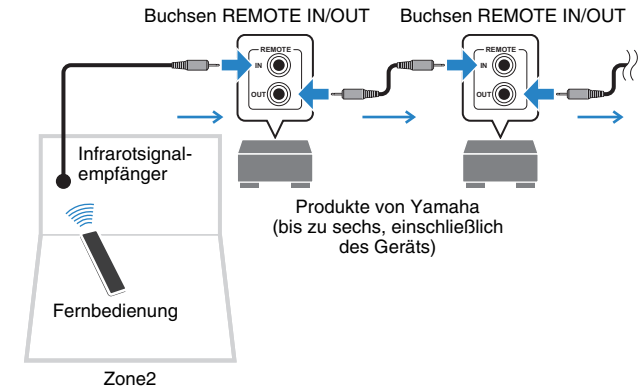 Buchsen REMOTE IN/OUT
Buchsen REMOTE IN/OUT
REMOTE
IN
OUT
REMOTE
IN
OUT
Infrarotsignal-
empfänger
Produkte von Yamaha
(bis zu sechs, einschließlich
des Geräts)
Fernbedienung
Zone2